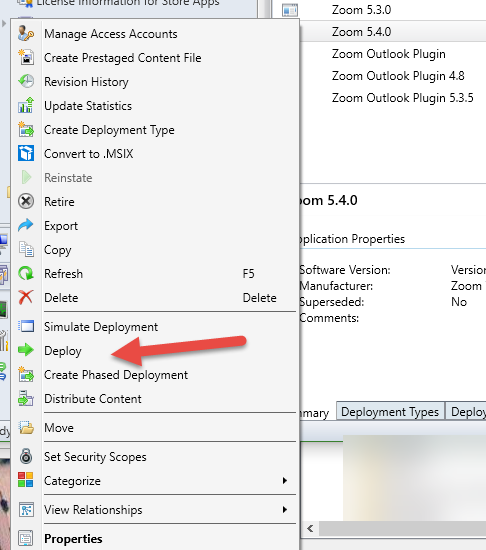 License Information for Store Apps
Manage Access Accounts
Create Prestaged Content File
Revision History
Update Statistics
Create Deployment Type
Convert to .MSIX
Reinstate
Retire
Export
Copy
Refresh F5
Delete Delete
Simulate Deployment
Deploy
Create Phased Deployment
Distribute Content
Move
Set Security Scopes
Categorize
View Relationships
Properties
Zoom 5.3.0
Zoom 5.4.0
Zoom Outlook Plugin
Zoom Outlook Plugin 4.8
Zoom Outlook Plugin 5.3.5
oom 5.4.0
pplication Properties
Software Version: Version
Manufacturer: Zoom
Superseded: No
Comments:
mmary Deployment Types Deploy
dy